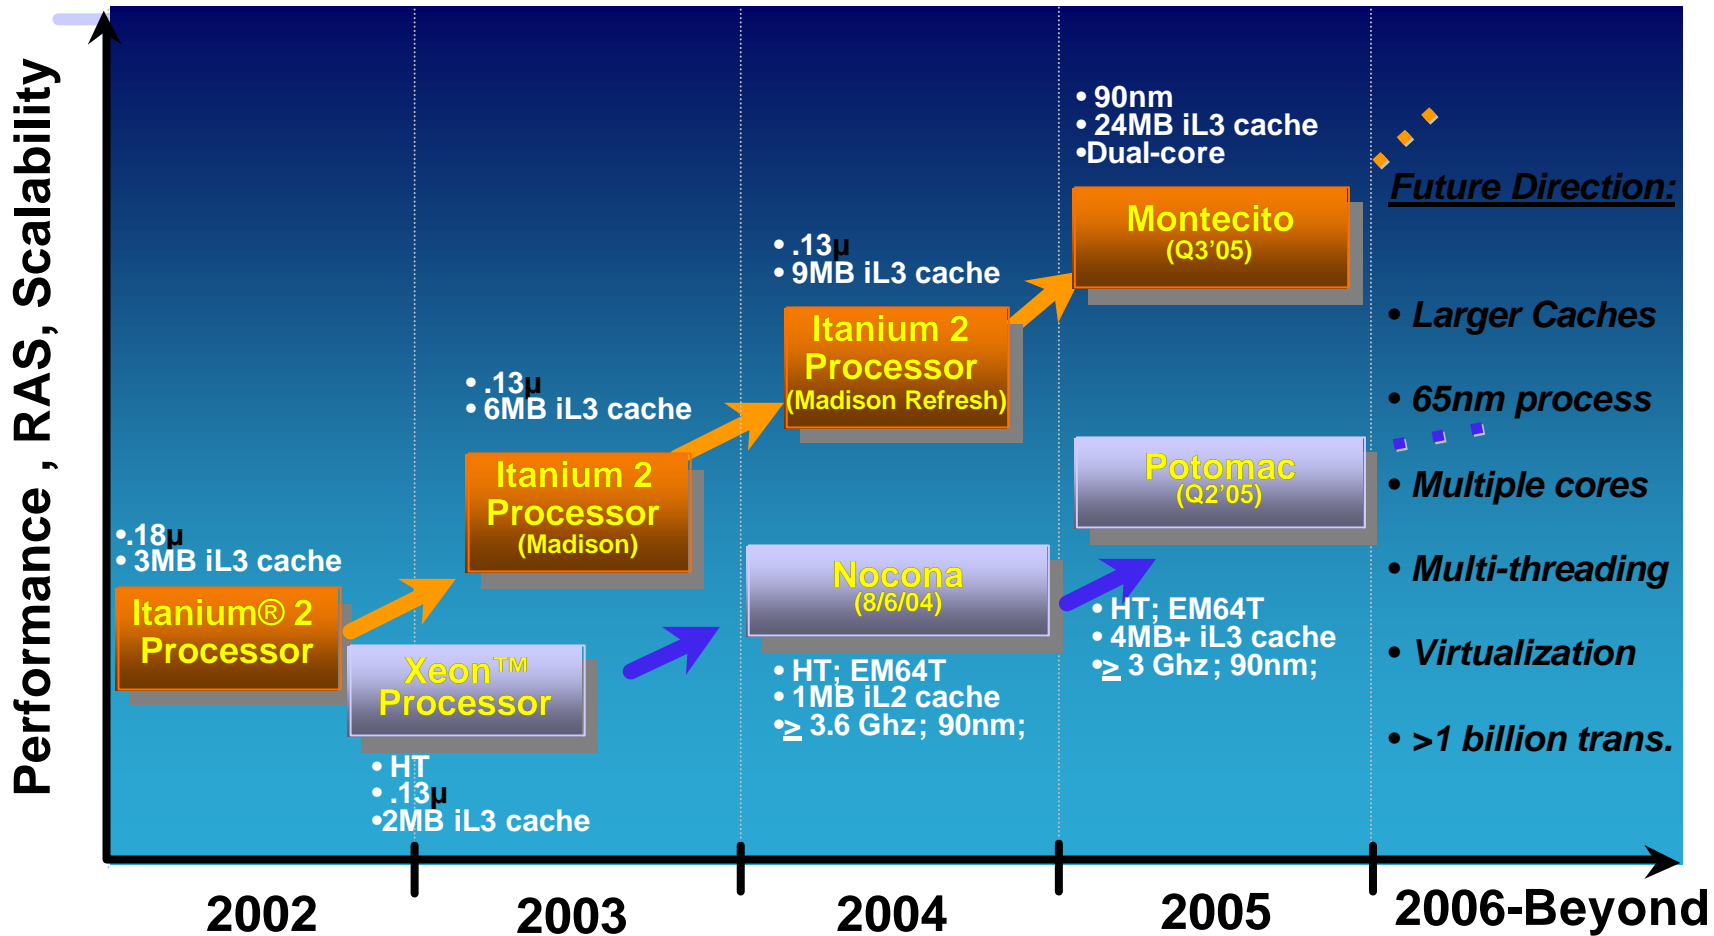 Performance , RAS, Scalability
• 90nm
• 24MB iL3 cache
•Dual-core
Montecito
(Q3’05)
• .13µ
• 9MB iL3 cache
Itanium 2
Processor
(Madison Refresh)
• .13µ
• 6MB iL3 cache
Itanium 2
Processor
(Madison)
•.18µ
• 3MB iL3 cache
Itanium® 2
Processor
Xeon™
Processor
• HT
• .13µ
•2MB iL3 cache
Nocona
(8/6/04)
• HT; EM64T
• 1MB iL2 cache
•≥ 3.6 Ghz; 90nm;
Potomac
(Q2’05)
• HT; EM64T
• 4MB+ iL3 cache
•≥ 3 Ghz; 90nm;
Future Direction:
• Larger Caches
• 65nm process
• Multiple cores
• Multi-threading
• Virtualization
• >1 billion trans.
2002
2003
2004
2005
2006-Beyond